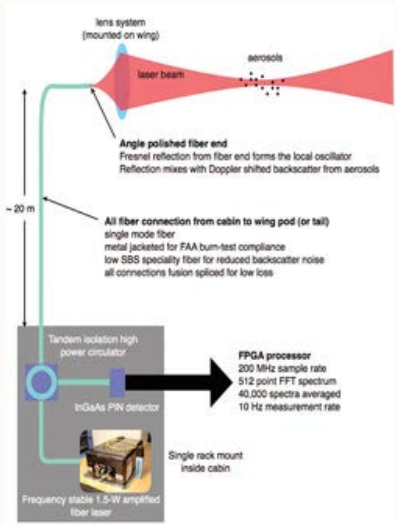 lens system
(mounted on wing)
aerosols
laser beam
Angle polished fiber end
Fresnel reflection from fiber end forms the local oscillator
Reflection mixes with Doppler shifted backscatter from aerosols
~ 20 m
All fiber connection from cabin to wing pod (or tail)
single mode fiber
metal jacketed for FAA burn-test compliance
low SBS speciality fiber for reduced backscatter noise
all connections fusion spliced for low loss
Tandem isolation high
power circulator
FPGA processor
200 MHz sample rate
512 point FFT spectrum
40,000 spectra averaged
10 Hz measurement rate
InGaAs PIN detector
Single rack mount
inside cabin
Frequency stable 1.5-W amplified
fiber laser